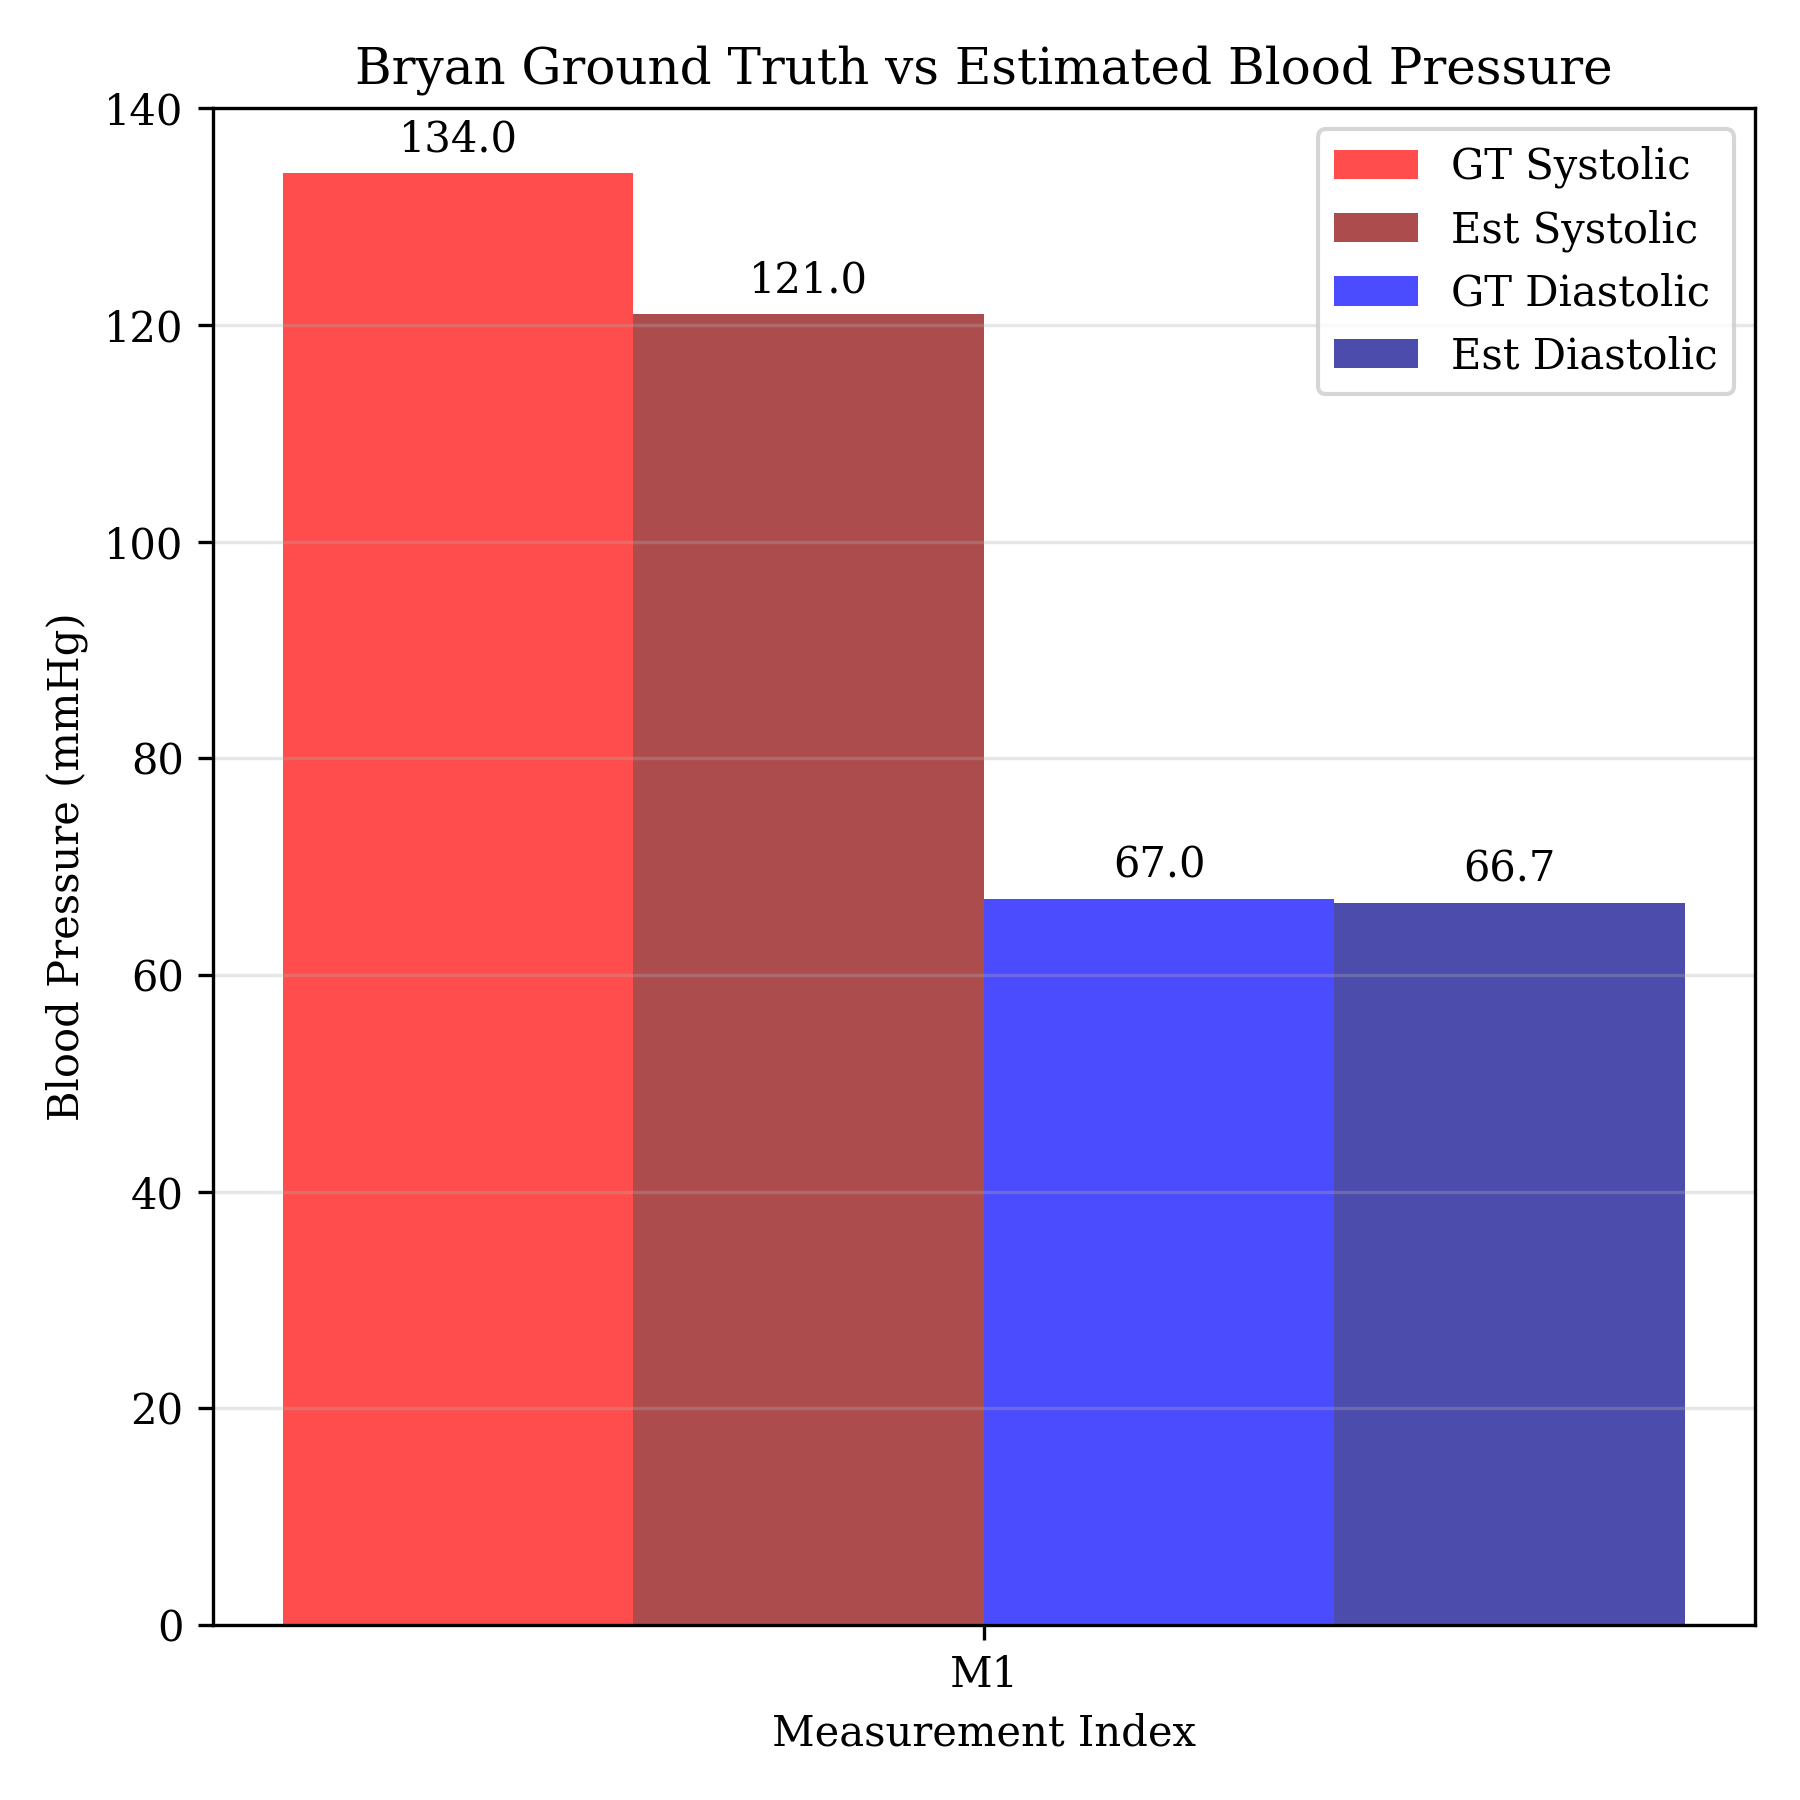 Bryan Ground Truth vs Estimated Blood Pressure
140
120
100
80
60
40
20
0
Blood Pressure (mmHg)
134.0
121.0
67.0
66.7
GT Systolic
Est Systolic
GT Diastolic
Est Diastolic
M1
Measurement Index